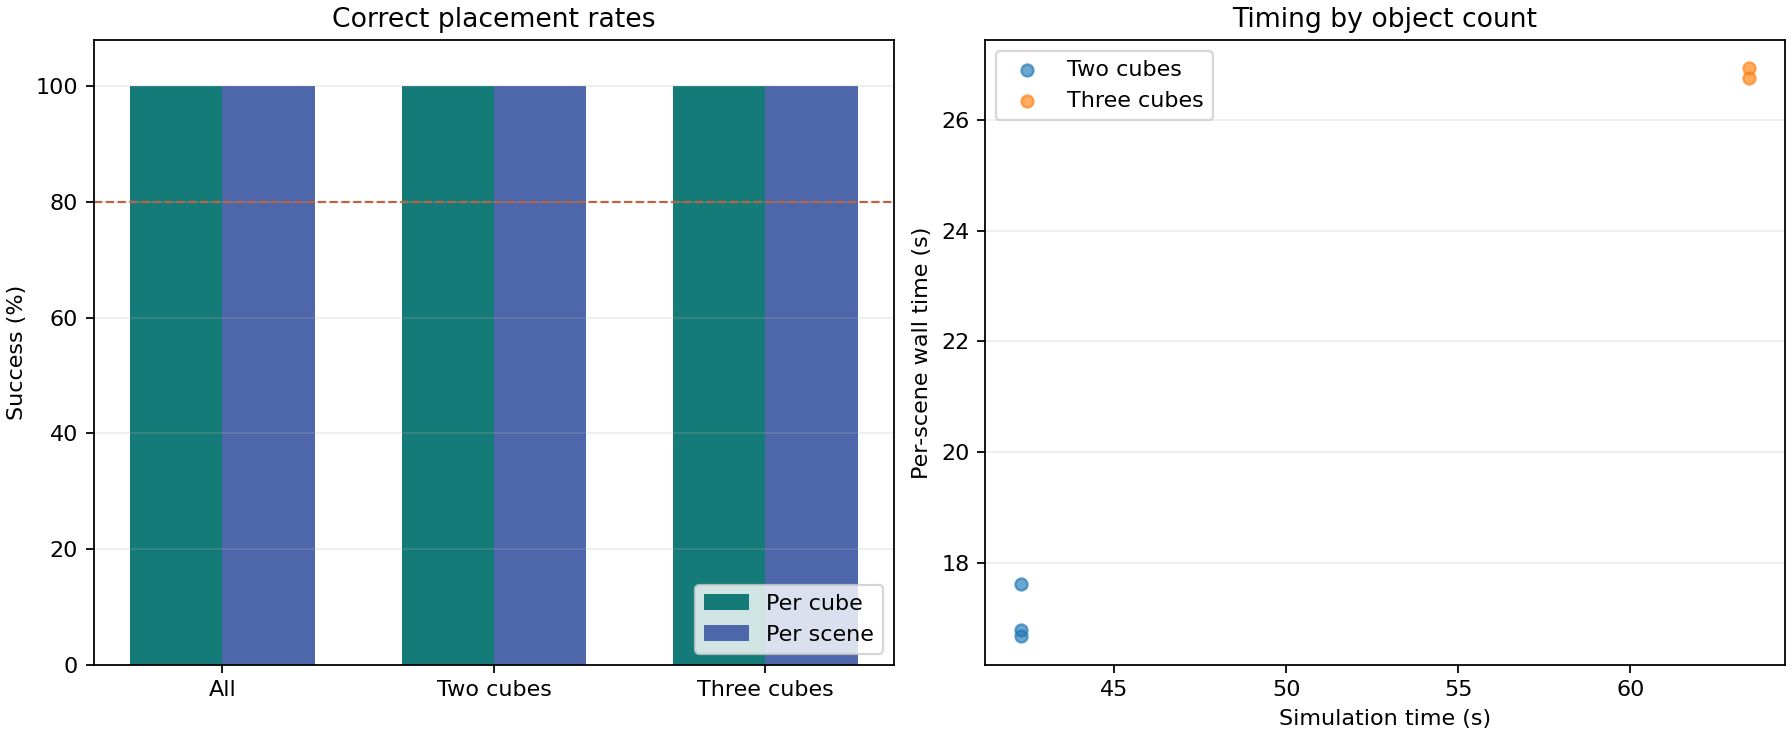 Correct placement rates
Success (%)
100
80
60
40
20
0
All
Two cubes
Three cubes
Per cube
Per scene
Timing by object count
Per-scene wall time (s)
26
24
22
20
18
45
50
55
60
Simulation time (s)
Two cubes
Three cubes